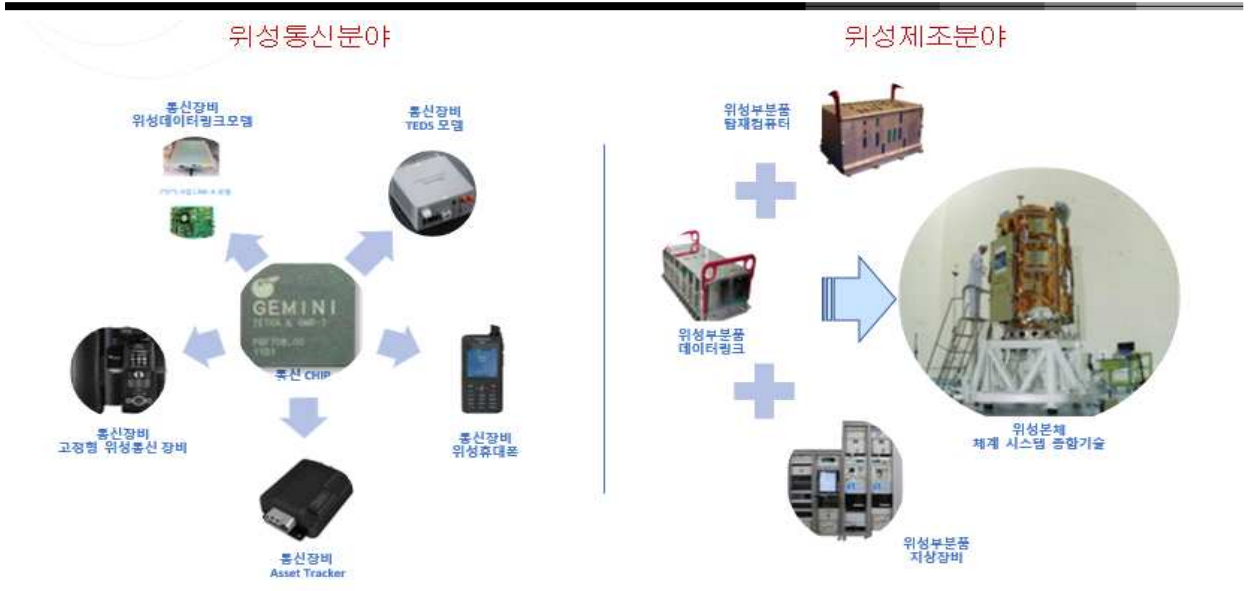 위성통신분야
통신장비
위성데이터링크모뎀
통신장비
TEDS 모뎀
GEMINI
TETRA & GMR-1
통신 CHIP
통신장비
고정형 위성통신 장비
통신장비
위성휴대폰
통신장비
Asset Tracker
위성제조분야
위성부분품
탑재컴퓨터
위성부분품
데이터링크
위성부분품
지상장비
위성본체
체계 시스템 종합기술